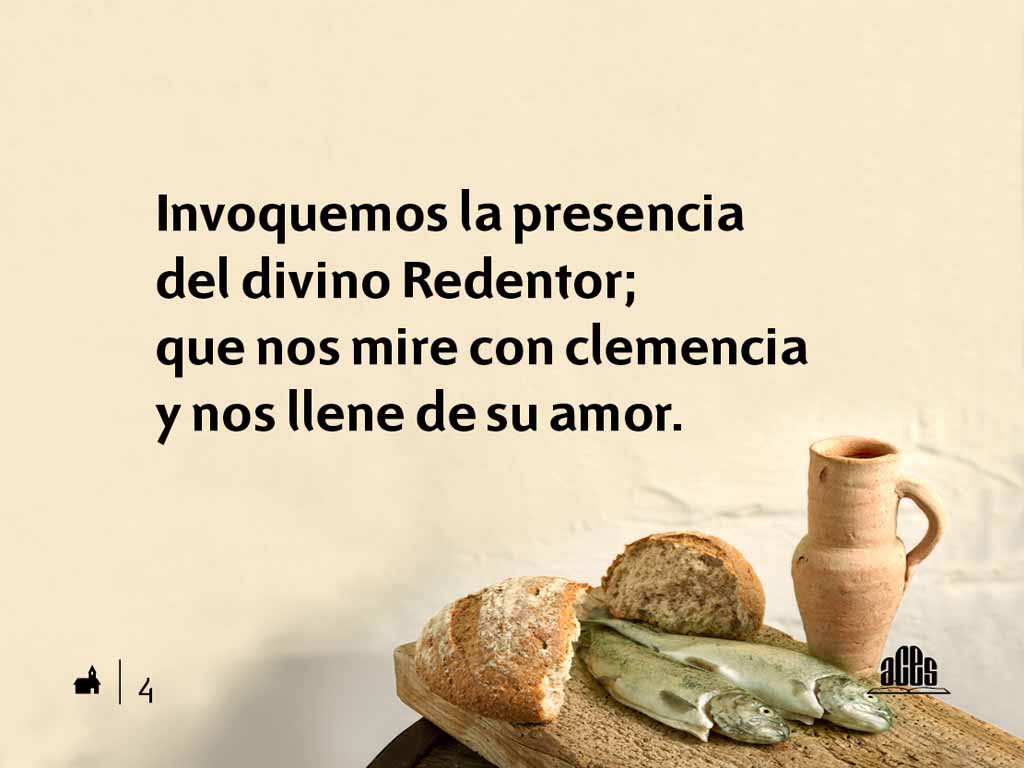 Invoquemos la presencia
del divino Redentor;
que nos mire con clemencia
y nos llene de su amor.
4
aces